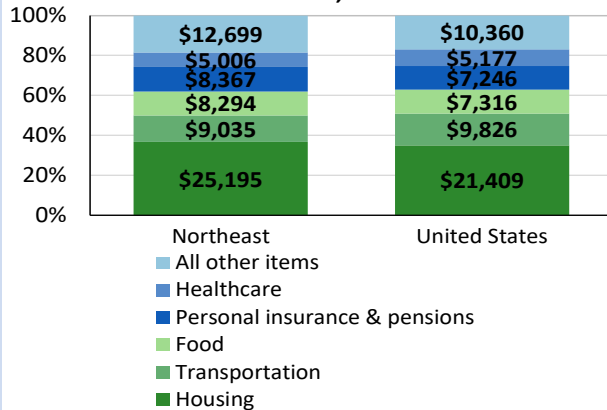 100%
$12,699
$10,360
80%
$5,006
$5,177
$8,367
$7,246
60%
$8,294
$7,316
40%
$9,035
$9,826
20%
$25,195
$21,409
0%
Northeast
United States
All other items
Healthcare
Personal insurance & pensions
Food
Transportation
Housing